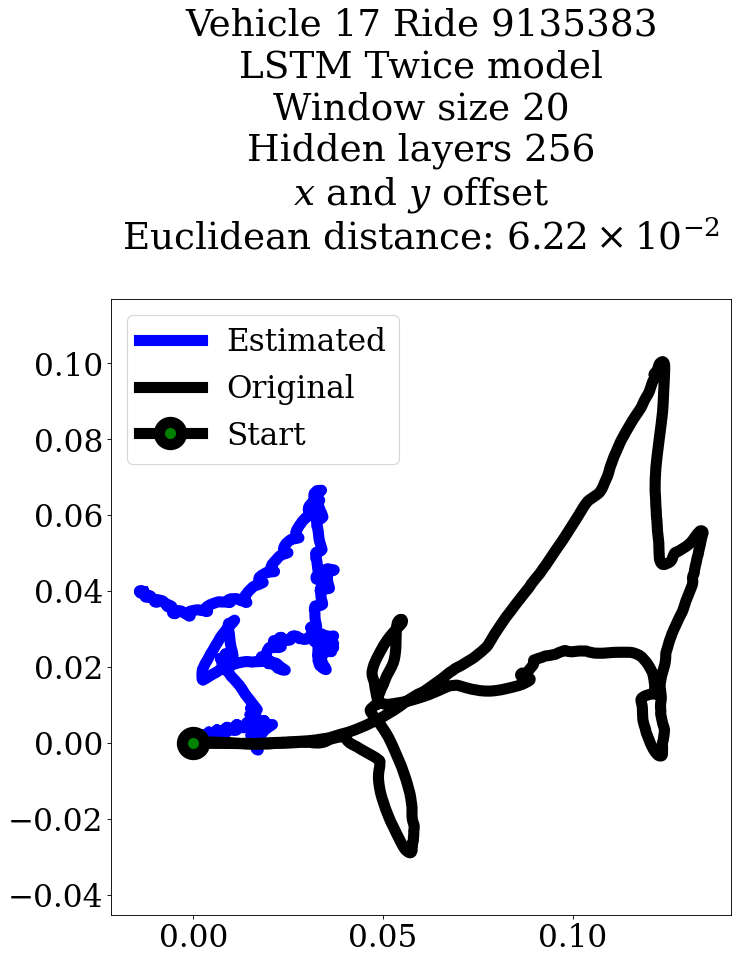 Vehicle 17 Ride 9135383
LSTM Twice model
Window size 20
Hidden layers 256
x and y offset
Euclidean distance: 6.22 × 10⁻²
Estimated
Original
Start
0.10
0.08
0.06
0.04
0.02
0.00
−0.02
−0.04
0.00 0.05 0.10